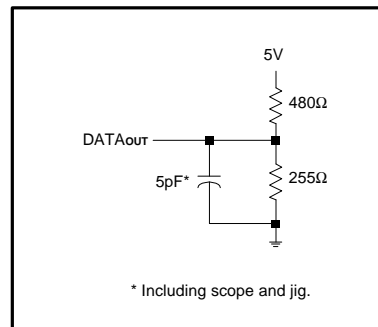 5V
480Ω
DATAOUT
5pF*
255Ω
* Including scope and jig.